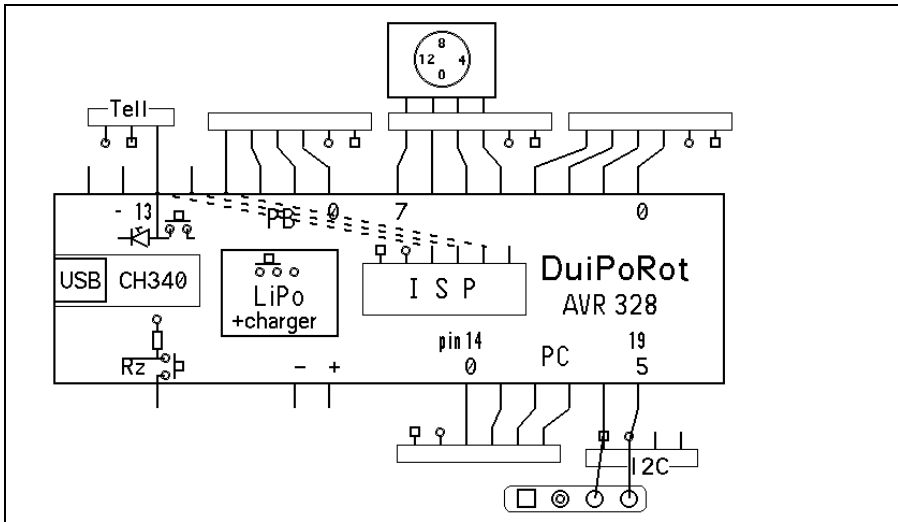 8
12 4
0
Tell
- 13 PB 0 7 0
USB CH340
LiPo
+charger
I S P
DuiPoRot
AVR 328
pin 14 19
Rz - + 0 PC 5
I2C